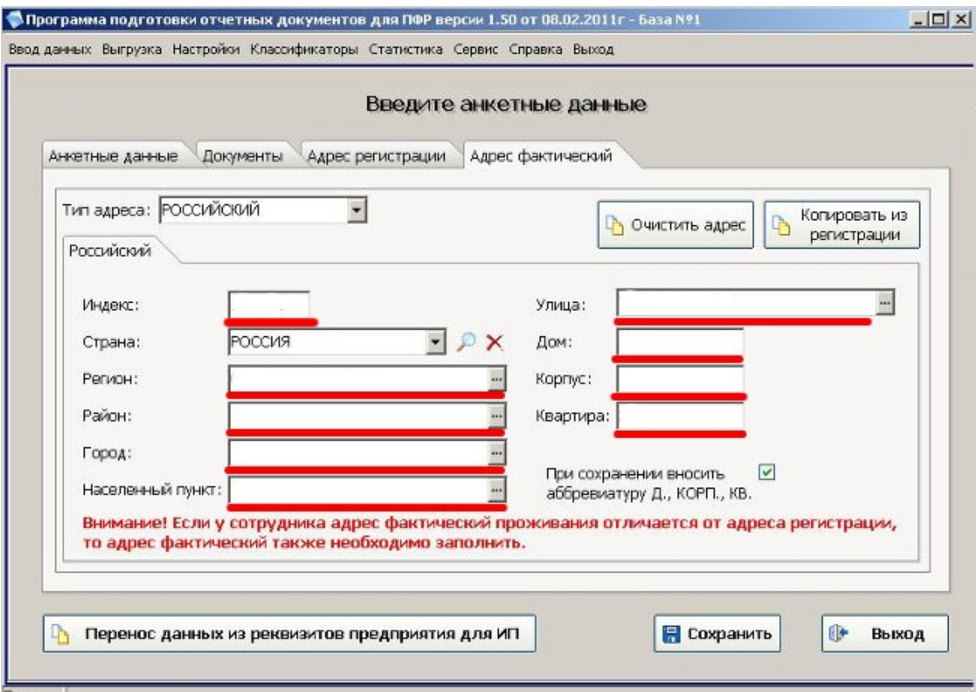 Программа подготовки отчетных документов для ПФР версии 1.50 от 08.02.2011г - База №1
Ввод данных Выгрузка Настройки Классификаторы Статистика Сервис Справка Выход
Введите анкетные данные
Анкетные данные Документы Адрес регистрации Адрес фактический
Тип адреса: РОССИЙСКИЙ
Очистить адрес
Копировать из
регистрации
Российский
Индекс:
Улица:
Страна: РОССИЯ
Дом:
Регион:
Корпус:
Район:
Квартира:
Город:
Населенный пункт:
При сохранении вносить
аббревиатуру Д., КОРП., КВ.
Внимание! Если у сотрудника адрес фактический проживания отличается от адреса регистрации,
то адрес фактический также необходимо заполнить.
Перенос данных из реквизитов предприятия для ИП Сохранить Выход